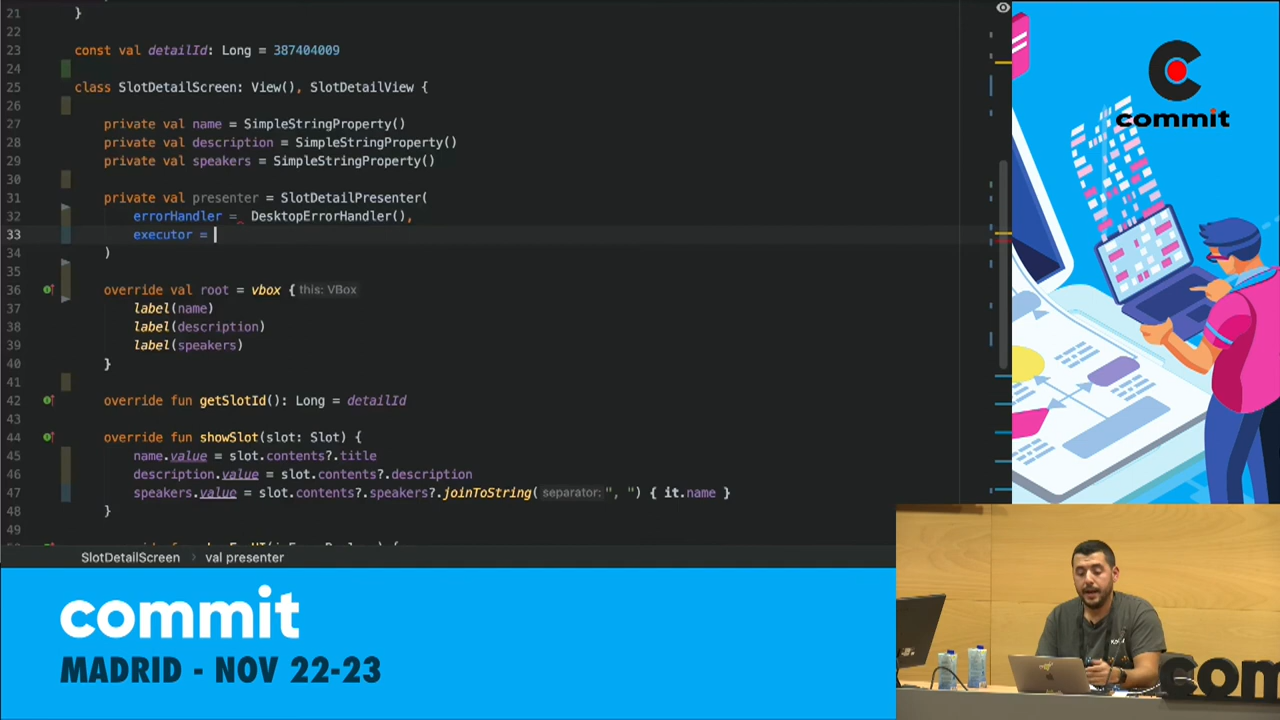 21 }
22
23 const val detailId: Long = 387404009
24
25 class SlotDetailScreen: View(), SlotDetailView {
26
27 private val name = SimpleStringProperty()
28 private val description = SimpleStringProperty()
29 private val speakers = SimpleStringProperty()
30
31 private val presenter = SlotDetailPresenter(
32 errorHandler = DesktopErrorHandler(),
33 executor =
34 )
35
36 override val root = vbox { this: VBox
37 label(name)
38 label(description)
39 label(speakers)
40 }
41
42 override fun getSlotId(): Long = detailId
43
44 override fun showSlot(slot: Slot) {
45 name.value = slot.contents?.title
46 description.value = slot.contents?.description
47 speakers.value = slot.contents?.speakers?.joinToString( separator: ", ") { it.name }
48 }
49
SlotDetailScreen › val presenter
commit
commit
MADRID - NOV 22-23
com